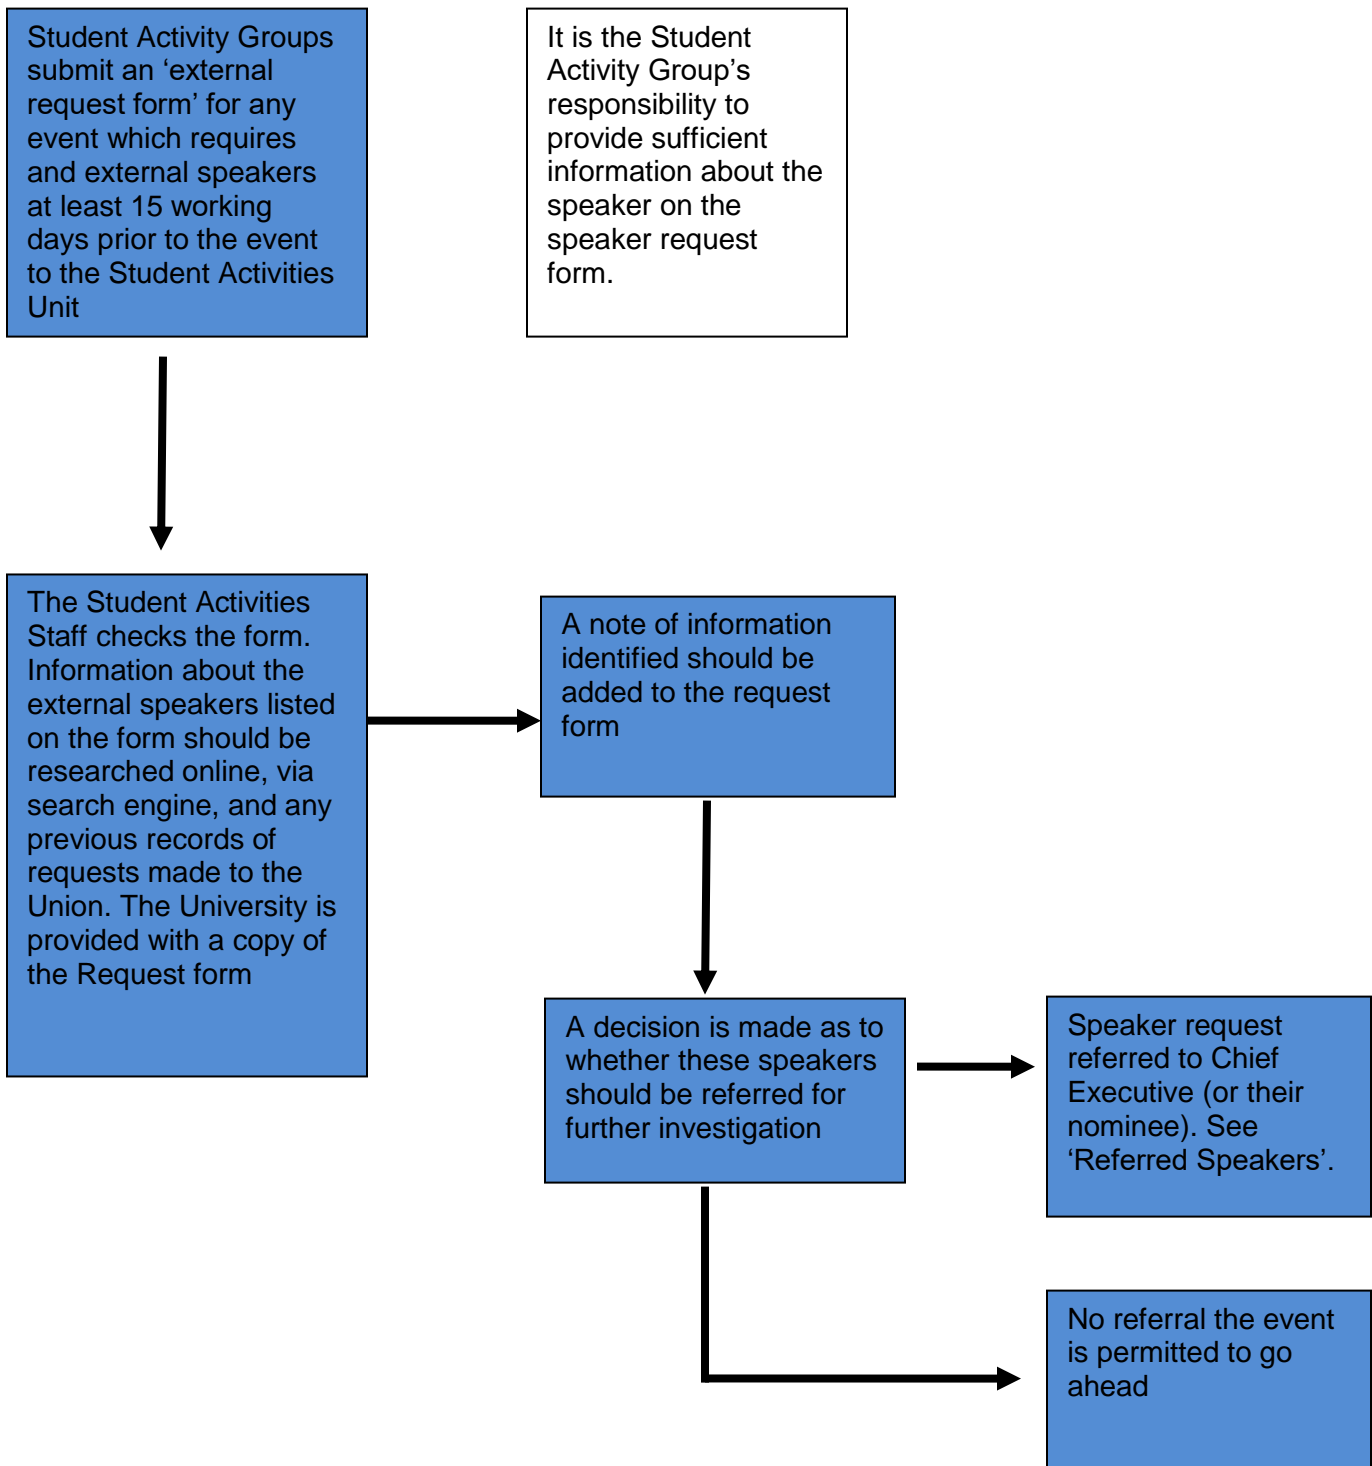 Student Activity Groups
submit an ‘external
request form’ for any
event which requires
and external speakers
at least 15 working
days prior to the event
to the Student Activities
Unit
It is the Student
Activity Group’s
responsibility to
provide sufficient
information about the
speaker on the
speaker request
form.
The Student Activities
Staff checks the form.
Information about the
external speakers listed
on the form should be
researched online, via
search engine, and any
previous records of
requests made to the
Union. The University is
provided with a copy of
the Request form
A note of information
identified should be
added to the request
form
A decision is made as to
whether these speakers
should be referred for
further investigation
Speaker request
referred to Chief
Executive (or their
nominee). See
‘Referred Speakers’.
No referral the event
is permitted to go
ahead